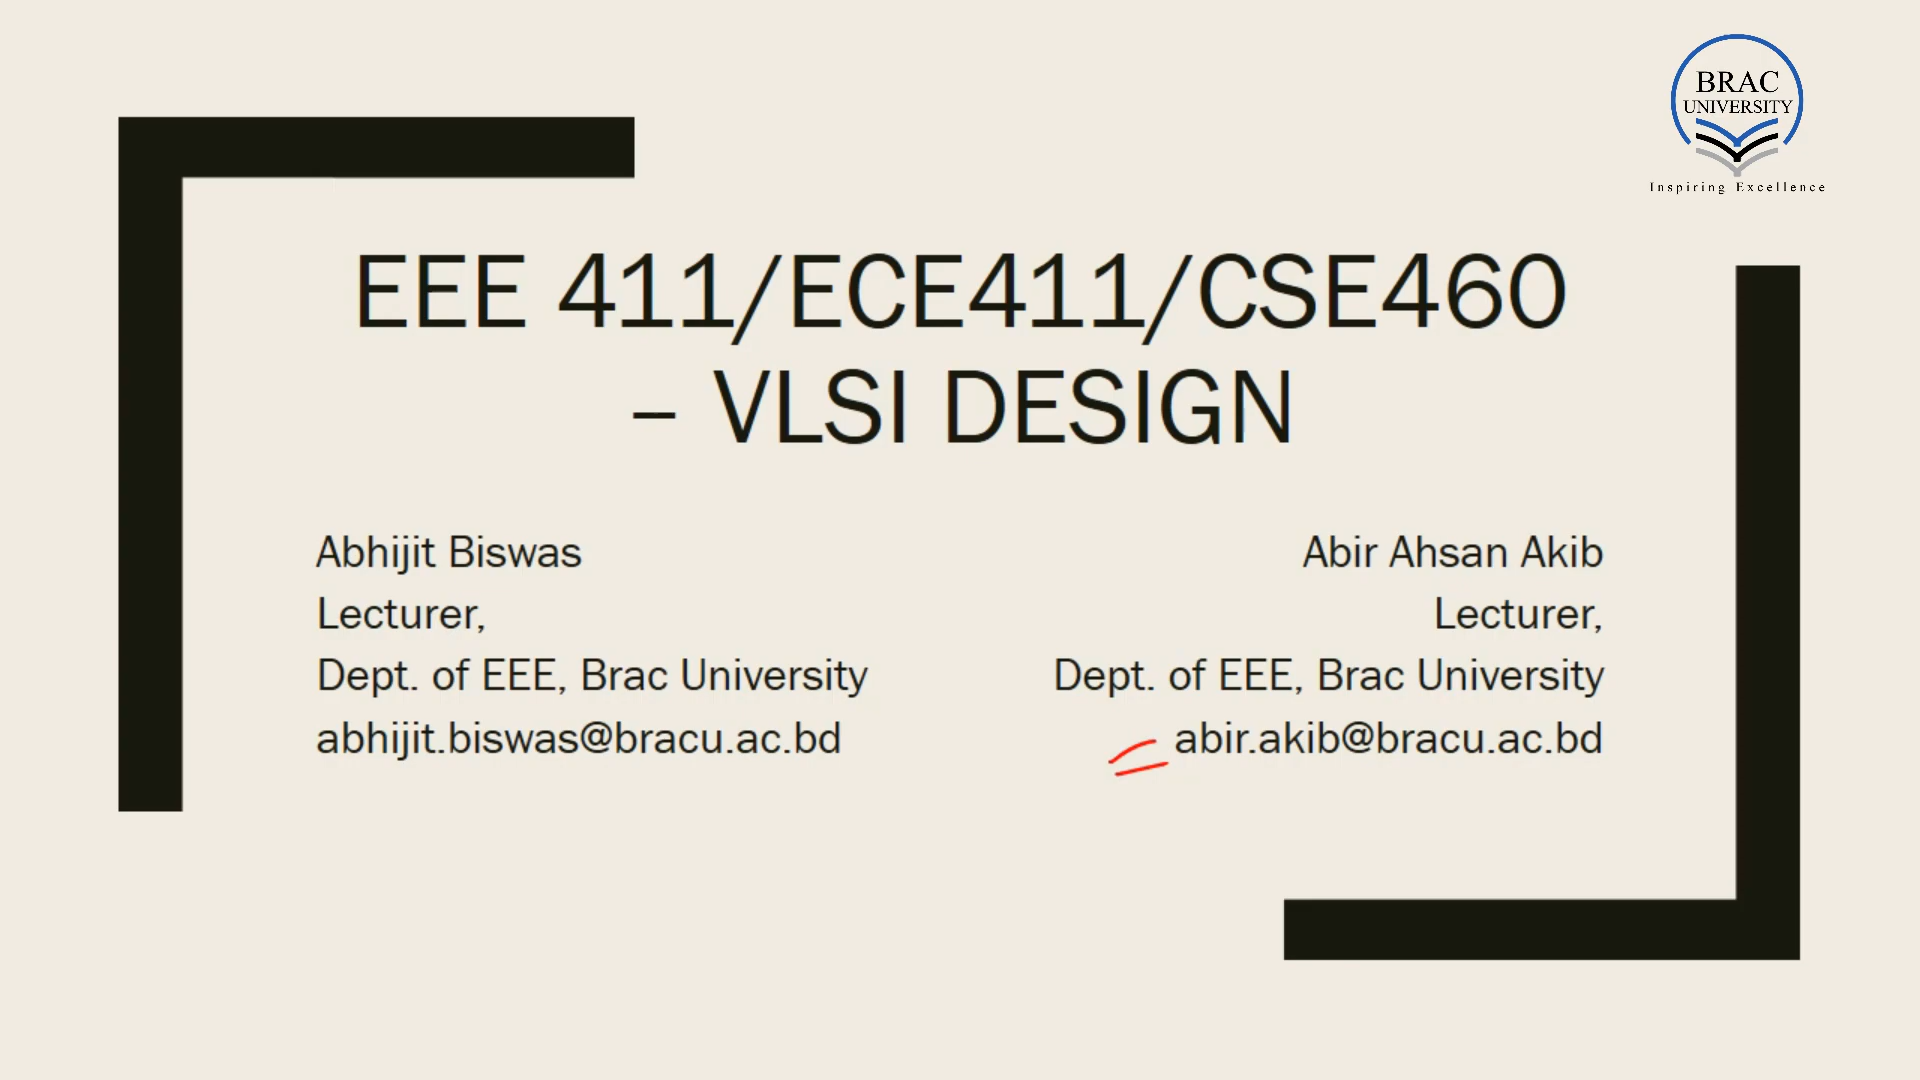 BRAC
UNIVERSITY
Inspiring Excellence
EEE 411/ECE411/CSE460
– VLSI DESIGN
Abhijit Biswas
Lecturer,
Dept. of EEE, Brac University
abhijit.biswas@bracu.ac.bd
Abir Ahsan Akib
Lecturer,
Dept. of EEE, Brac University
abir.akib@bracu.ac.bd